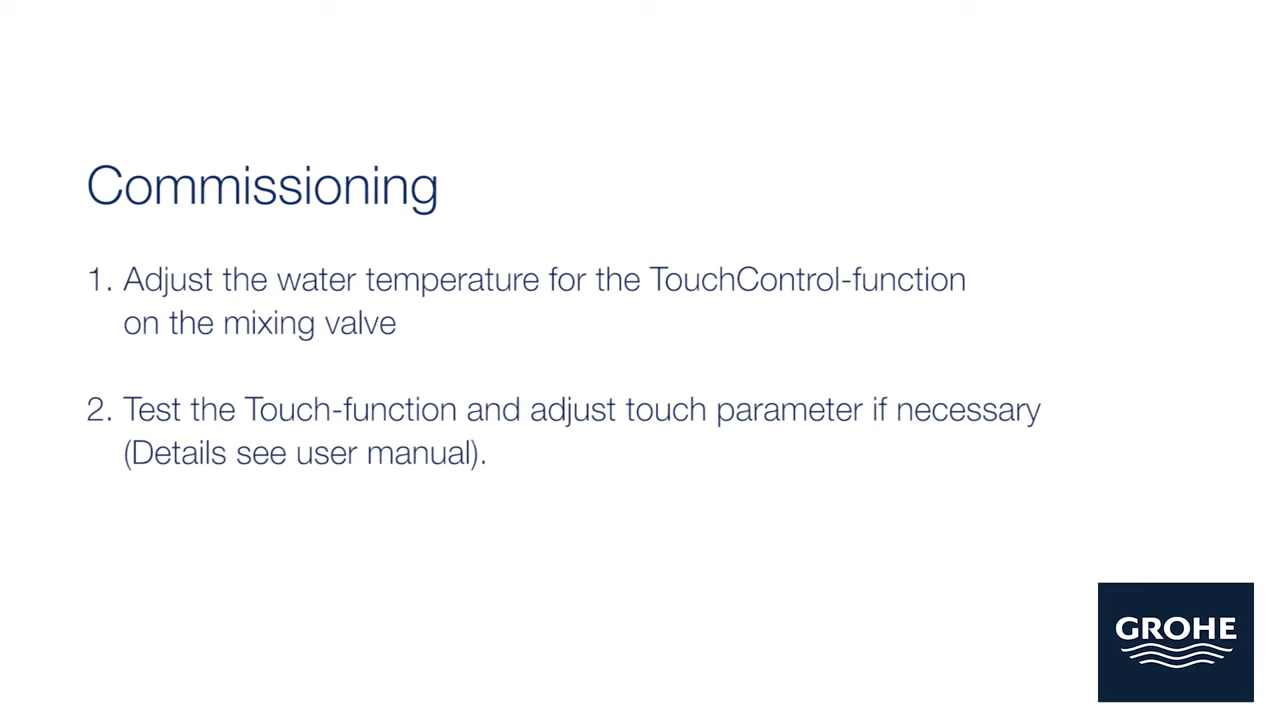 Commissioning
1. Adjust the water temperature for the TouchControl-function
on the mixing valve
2. Test the Touch-function and adjust touch parameter if necessary
(Details see user manual).
GROHE